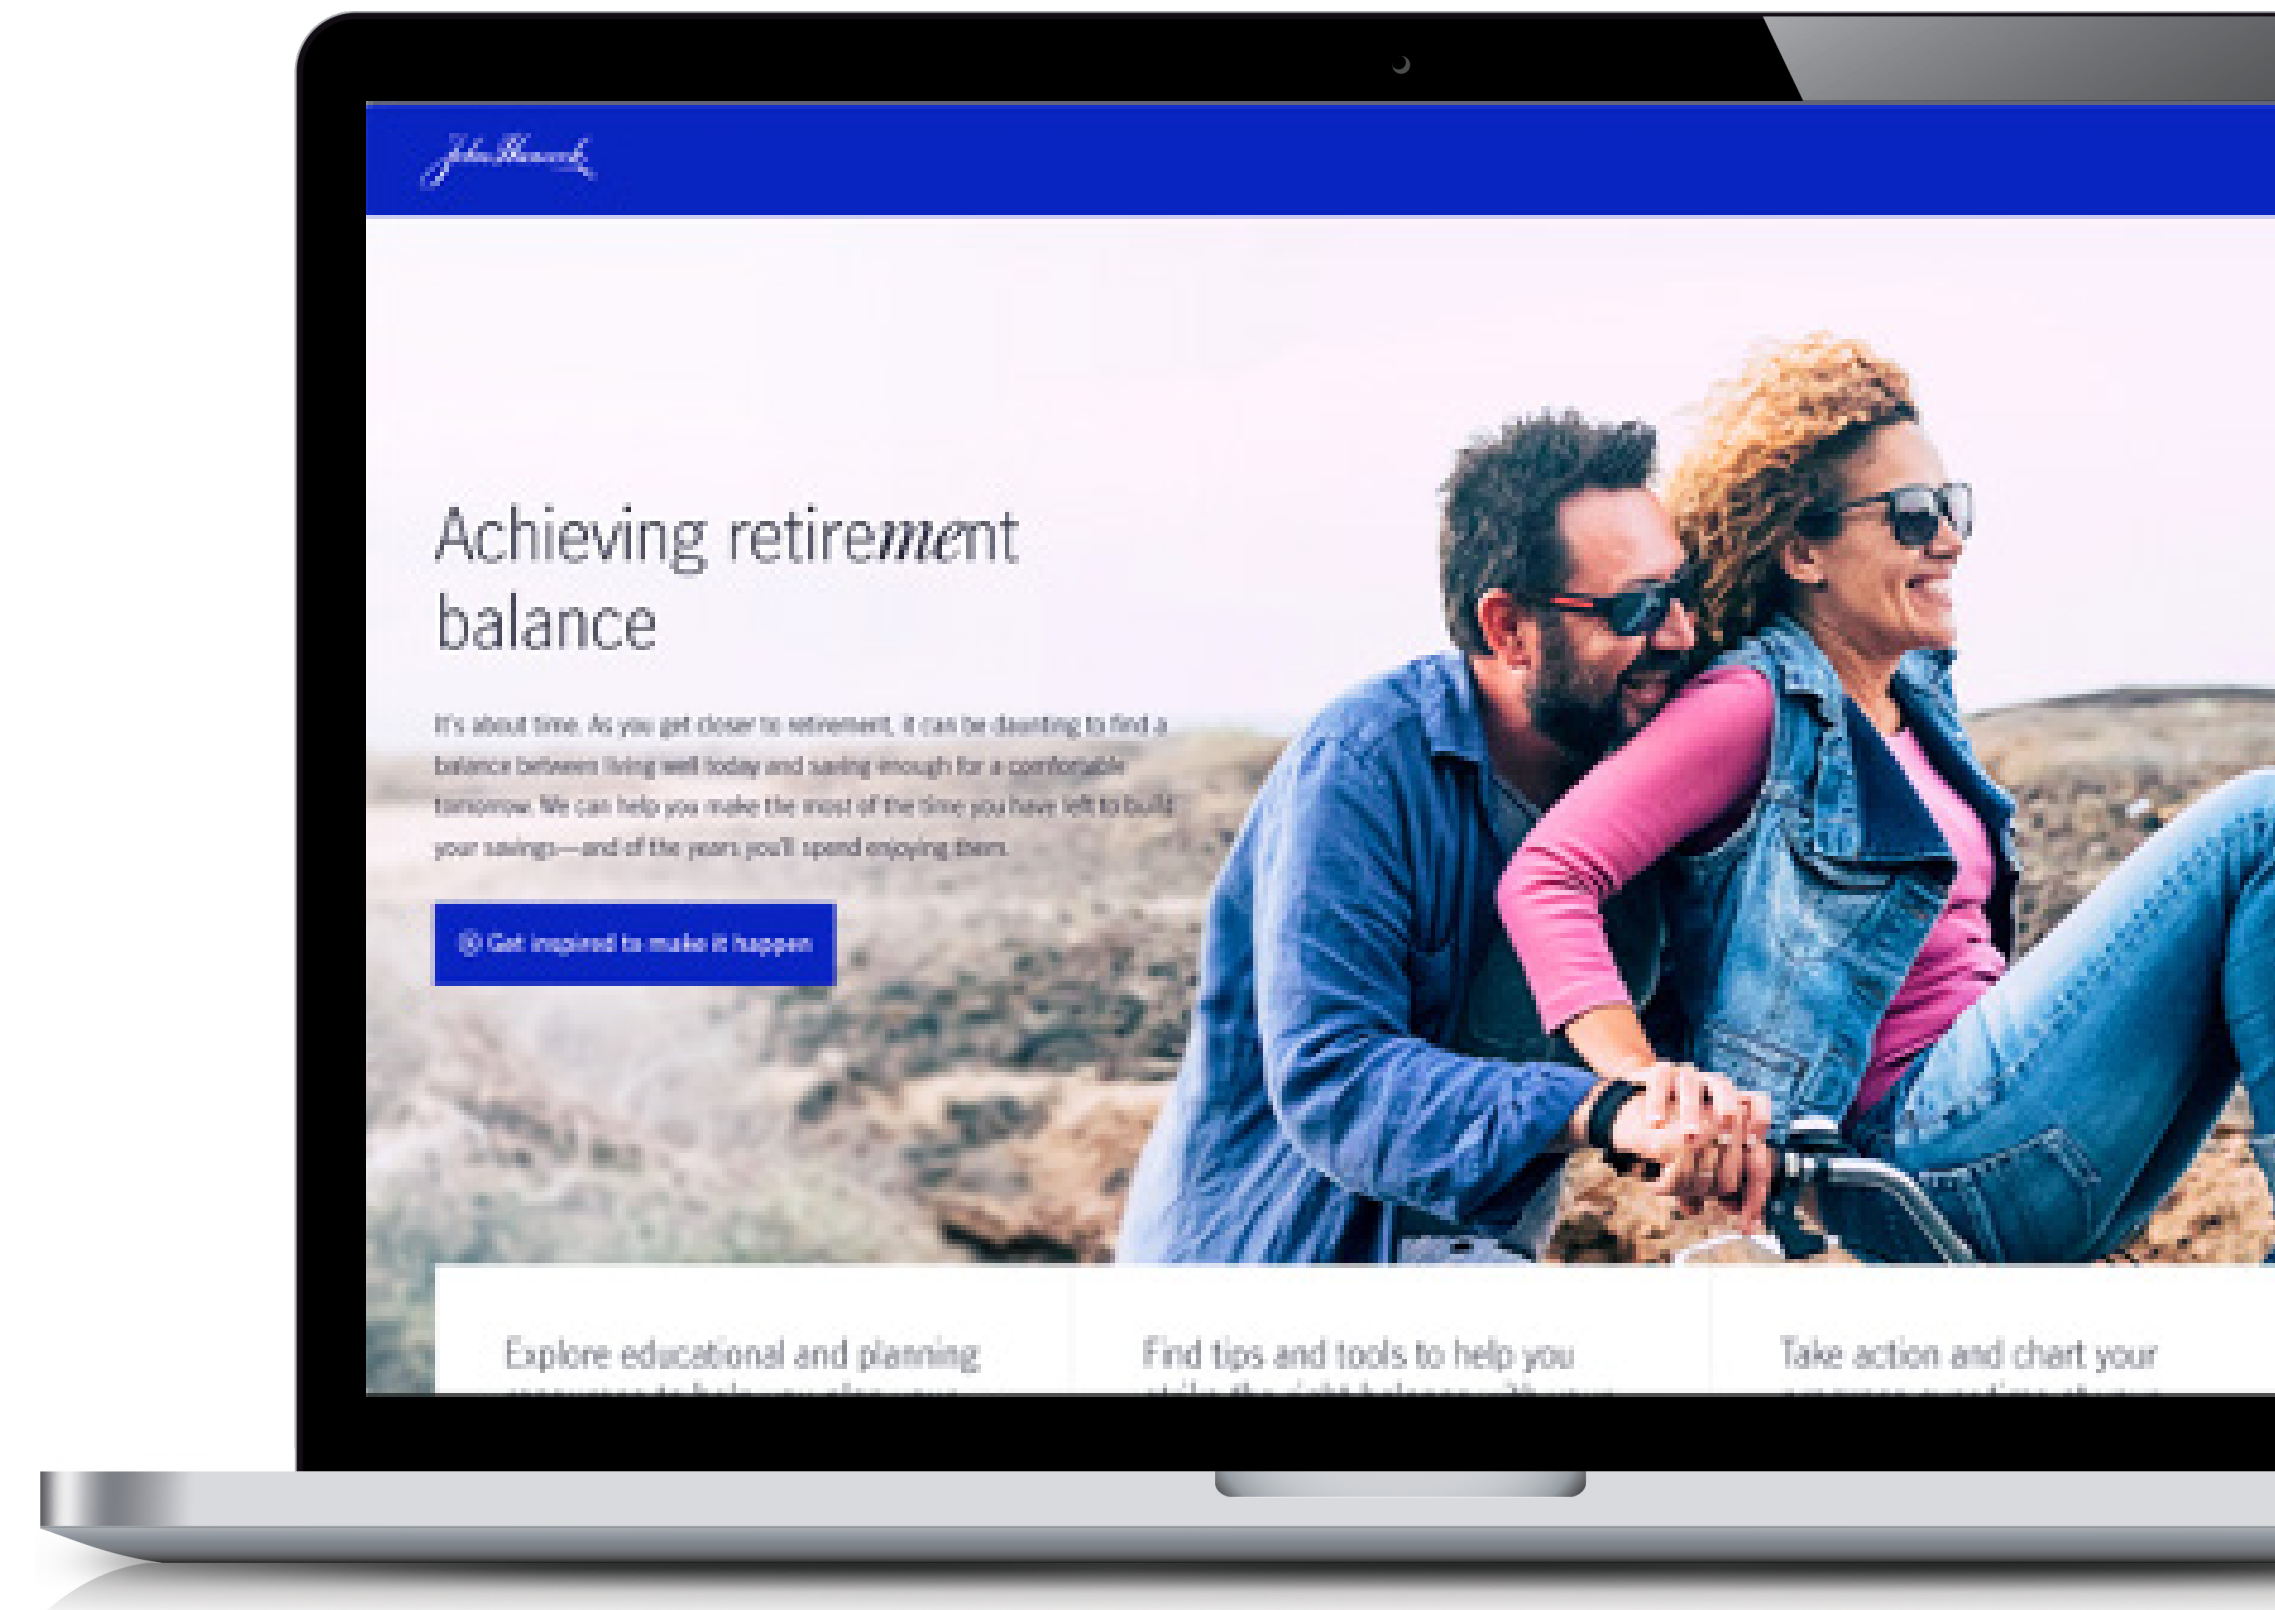 John Hancock
Achieving retirement
balance
It's about time. As you get closer to retirement, it can be daunting to find a
balance between living well today and saving enough for a comfortable
tomorrow. We can help you make the most of the time you have left to build
your savings—and of the years you'll spend enjoying them.
Get inspired to make it happen
Explore educational and planning
Find tips and tools to help you
Take action and chart your